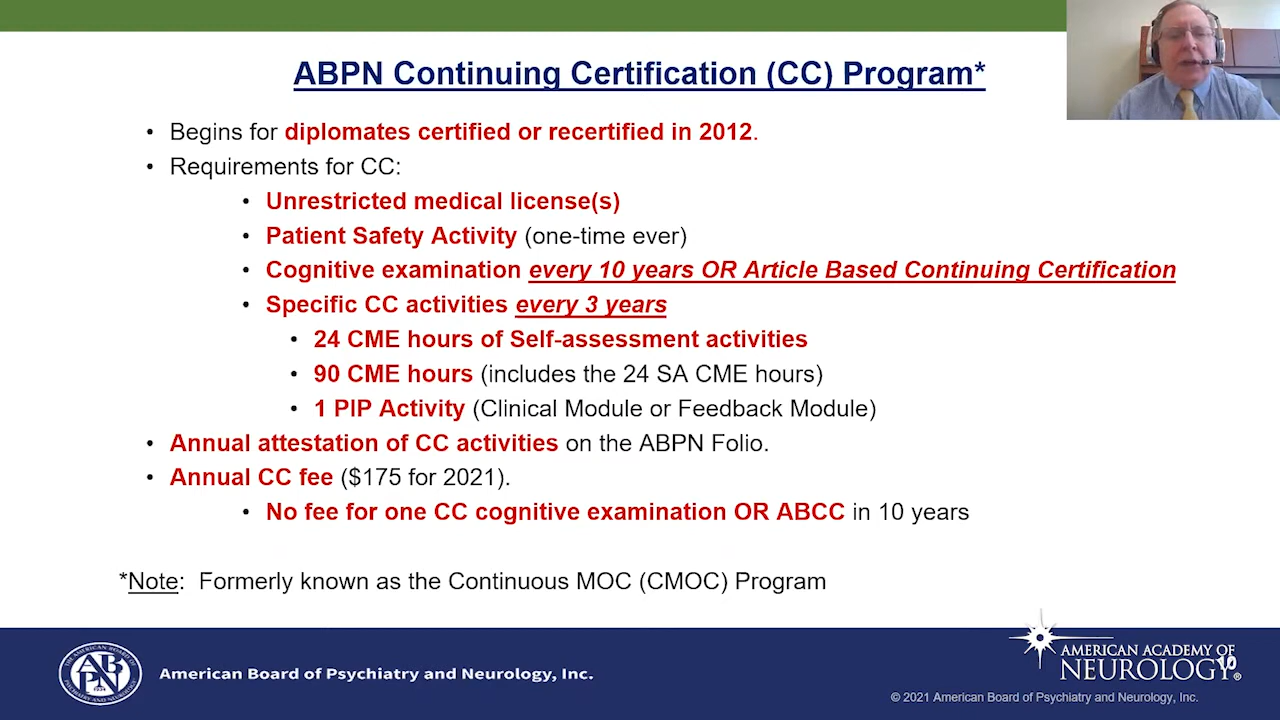 ABPN Continuing Certification (CC) Program*
• Begins for diplomates certified or recertified in 2012.
• Requirements for CC:
• Unrestricted medical license(s)
• Patient Safety Activity (one-time ever)
• Cognitive examination every 10 years OR Article Based Continuing Certification
• Specific CC activities every 3 years
• 24 CME hours of Self-assessment activities
• 90 CME hours (includes the 24 SA CME hours)
• 1 PIP Activity (Clinical Module or Feedback Module)
• Annual attestation of CC activities on the ABPN Folio.
• Annual CC fee ($175 for 2021).
• No fee for one CC cognitive examination OR ABCC in 10 years
*Note: Formerly known as the Continuous MOC (CMOC) Program
ABPN
American Board of Psychiatry and Neurology, Inc.
AMERICAN ACADEMY OF
NEUROLOGY®
10
© 2021 American Board of Psychiatry and Neurology, Inc.